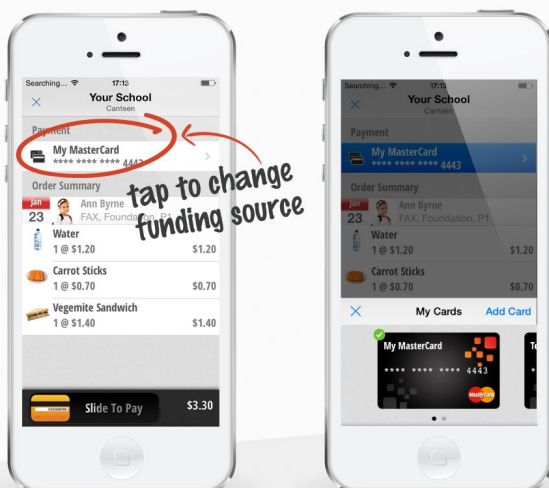 Searching... 17:13
Your School
Canteen
Payment
My MasterCard
**** **** **** 4443
Order Summary
Jan
23
Ann Byrne
FAX, Foundation, P1
Water
1 @ $1.20 $1.20
Carrot Sticks
1 @ $0.70 $0.70
Vegemite Sandwich
1 @ $1.40 $1.40
Slide To Pay $3.30
tap to change
funding source
Searching... 17:13
Your School
Canteen
Payment
My MasterCard
**** **** **** 4443
Order Summary
Jan
23
Ann Byrne
FAX, Foundation, P1
Water
1 @ $1.20 $1.20
Carrot Sticks
1 @ $0.70 $0.70
My Cards Add Card
My MasterCard
**** **** **** 4443
MasterCard